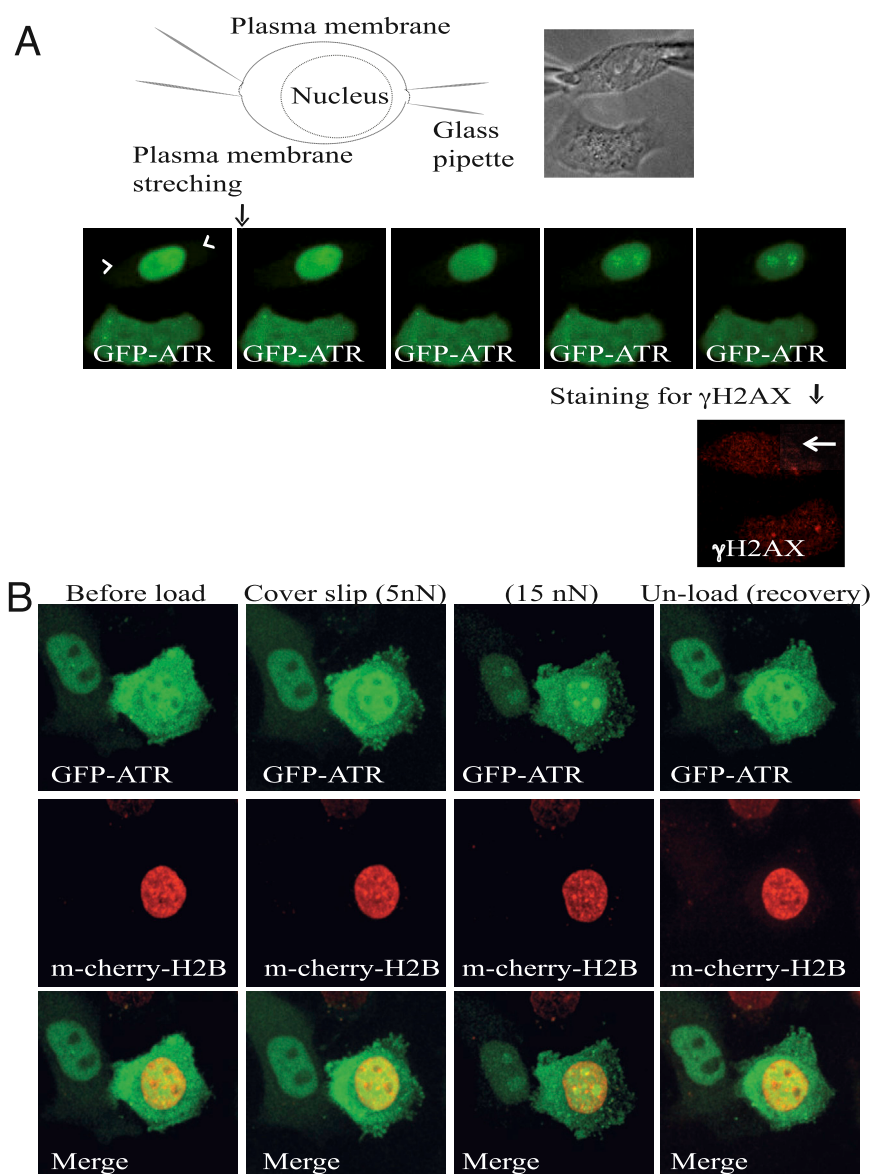 A
Plasma membrane
Nucleus
Glass
pipette
Plasma membrane
streching
GFP-ATR GFP-ATR GFP-ATR GFP-ATR GFP-ATR
Staining for γH2AX
γH2AX
B
Before load Cover slip (5nN) (15 nN) Un-load (recovery)
GFP-ATR GFP-ATR GFP-ATR GFP-ATR
m-cherry-H2B m-cherry-H2B m-cherry-H2B m-cherry-H2B
Merge Merge Merge Merge